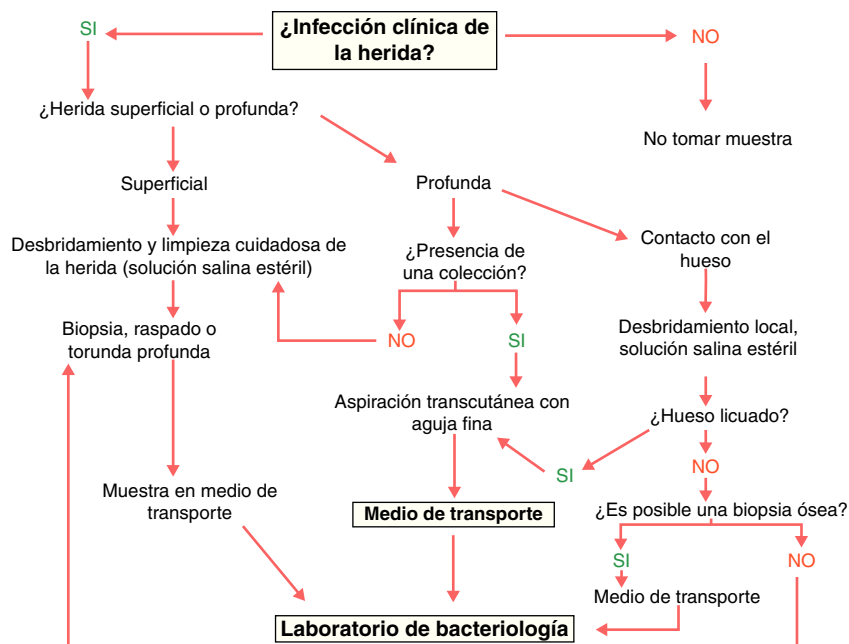 ¿Infección clínica de
la herida?
SI
NO
¿Herida superficial o profunda?
No tomar muestra
Superficial
Profunda
Desbridamiento y limpieza cuidadosa de
la herida (solución salina estéril)
¿Presencia de
una colección?
Contacto con el
hueso
Biopsia, raspado o
torunda profunda
NO
SI
Desbridamiento local,
solución salina estéril
Aspiración transcutánea con
aguja fina
¿Hueso licuado?
SI
NO
Muestra en medio de
transporte
Medio de transporte
¿Es posible una biopsia ósea?
SI
NO
Medio de transporte
Laboratorio de bacteriología